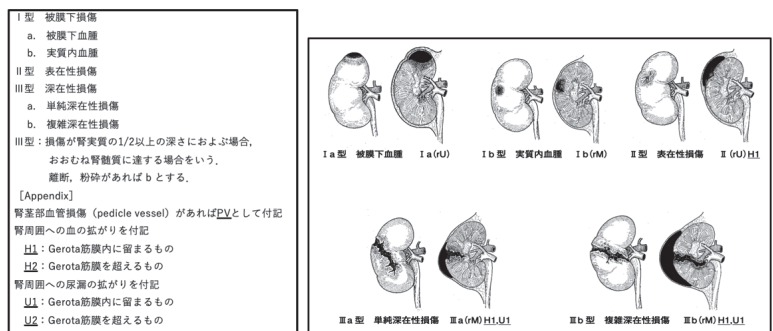 Ⅰ型 被膜下損傷
a. 被膜下血腫
b. 実質内血腫
Ⅱ型 表在性損傷
Ⅲ型 深在性損傷
a. 単純深在性損傷
b. 複雑深在性損傷
Ⅲ型：損傷が腎実質の1/2以上の深さにおよぶ場合，
おおむね腎髄質に達する場合をいう．
離断，粉砕があればｂとする．
［Appendix］
腎茎部血管損傷（pedicle vessel）があればPVとして付記
腎周囲への血の拡がりを付記
H1：Gerota筋膜内に留まるもの
H2：Gerota筋膜を超えるもの
腎周囲への尿漏の拡がりを付記
U1：Gerota筋膜内に留まるもの
U2：Gerota筋膜を超えるもの
Ⅰa型 被膜下血腫 Ⅰa(rU)
Ⅰb型 実質内血腫 Ⅰb(rM)
Ⅱ型 表在性損傷 Ⅱ(rU)H1
Ⅲa型 単純深在性損傷 Ⅲa(rM)H1,U1
Ⅲb型 複雑深在性損傷 Ⅲb(rM)H1,U1